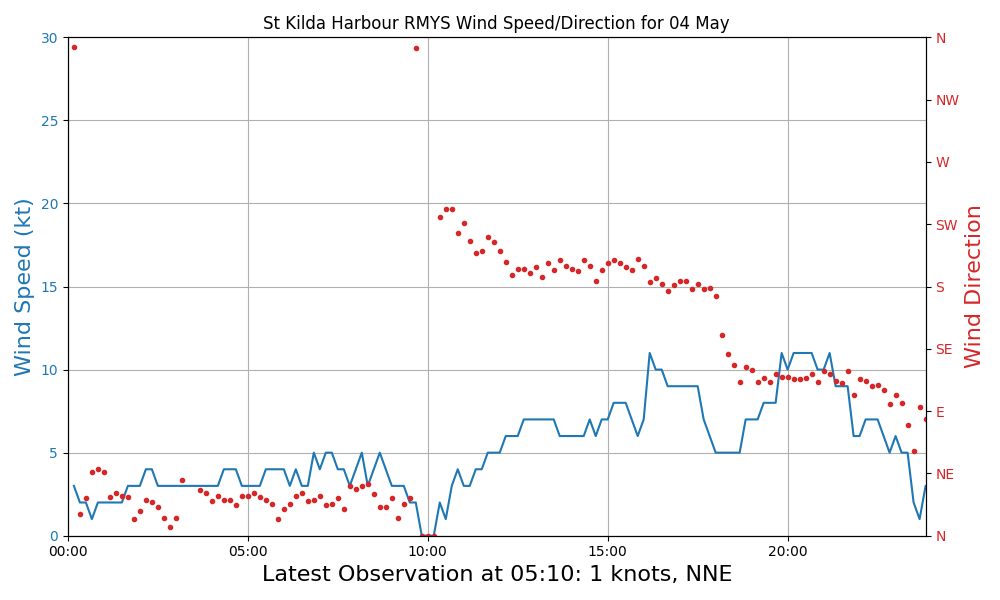 St Kilda Harbour RMYS Wind Speed/Direction for 04 May
30
25
20
15
10
5
0
Wind Speed (kt)
N
NW
W
SW
S
SE
E
NE
N
Wind Direction
00:00 05:00 10:00 15:00 20:00
Latest Observation at 05:10: 1 knots, NNE